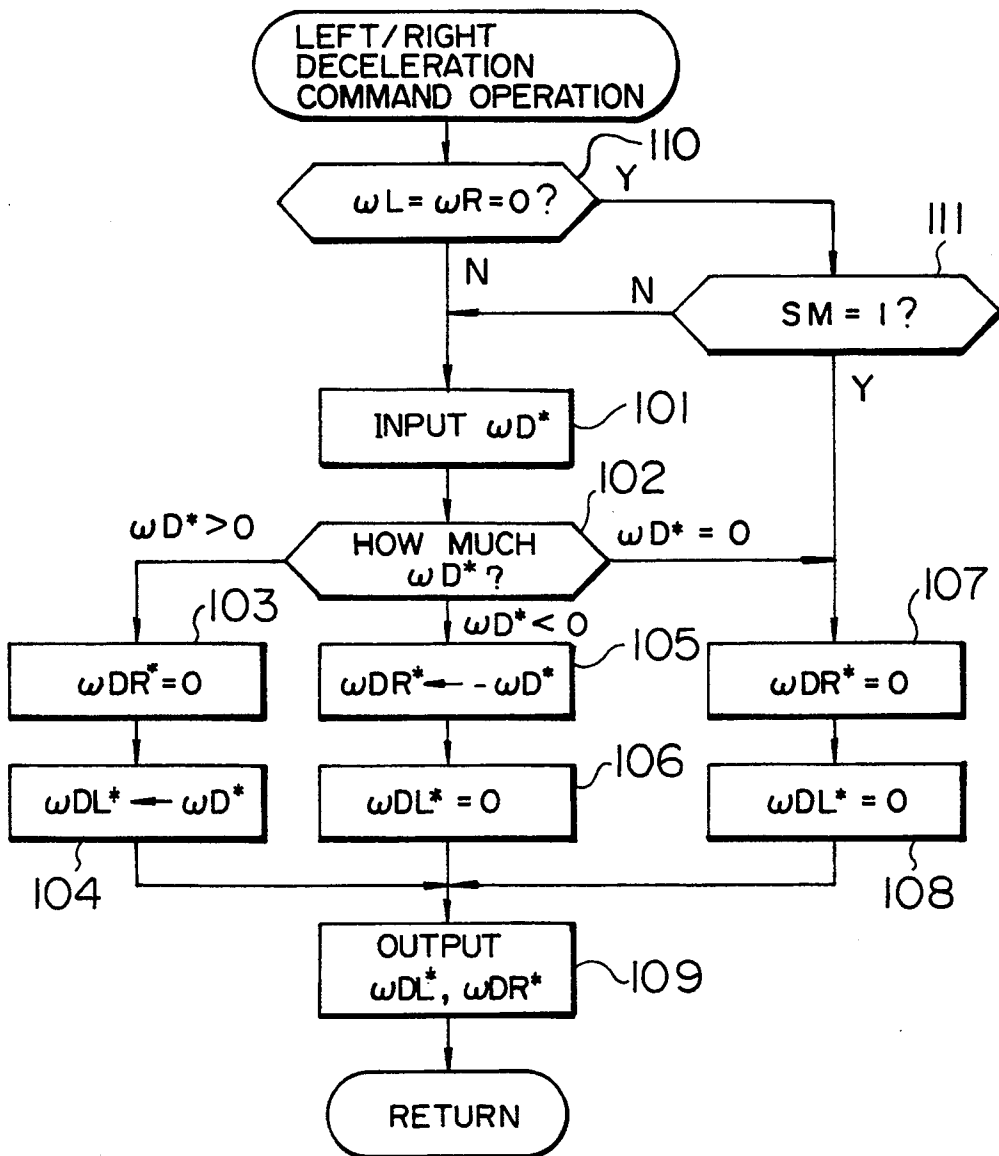 LEFT/RIGHT
DECELERATION
COMMAND OPERATION
110
ωL=ωR=0?
Y
111
N
N
SM=1?
Y
INPUT ωD*
101
102
ωD*>0
HOW MUCH
ωD*?
ωD*=0
ωD*<0
103
ωDR*=0
105
ωDR*← -ωD*
107
ωDR*=0
ωDL*← ωD*
104
106
ωDL*=0
ωDL*=0
108
OUTPUT
ωDL*, ωDR*
109
RETURN